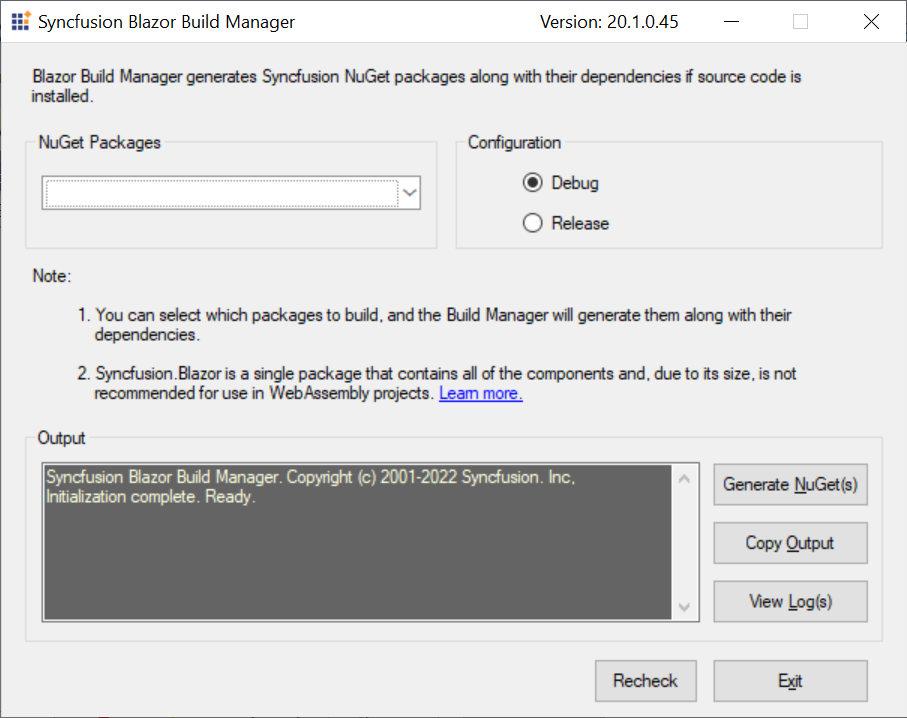 Syncfusion Blazor Build Manager Version: 20.1.0.45
Blazor Build Manager generates Syncfusion NuGet packages along with their dependencies if source code is
installed.
NuGet Packages
Configuration
Debug
Release
Note:
1. You can select which packages to build, and the Build Manager will generate them along with their
dependencies.
2. Syncfusion.Blazor is a single package that contains all of the components and, due to its size, is not
recommended for use in WebAssembly projects. Learn more.
Output
Syncfusion Blazor Build Manager. Copyright (c) 2001-2022 Syncfusion. Inc,
Initialization complete. Ready.
Generate NuGet(s)
Copy Output
View Log(s)
Recheck
Exit